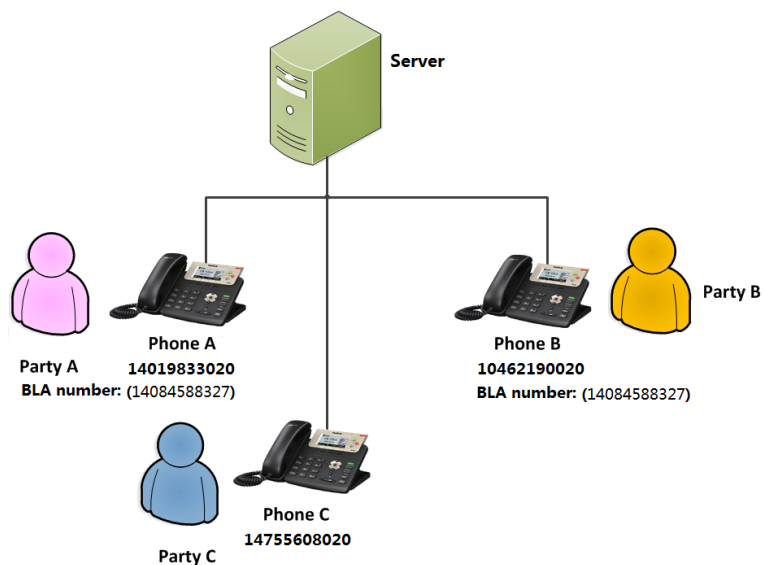 Server
Party A
Phone A
14019833020
BLA number: (14084588327)
Phone B
10462190020
BLA number: (14084588327)
Party B
Party C
Phone C
14755608020